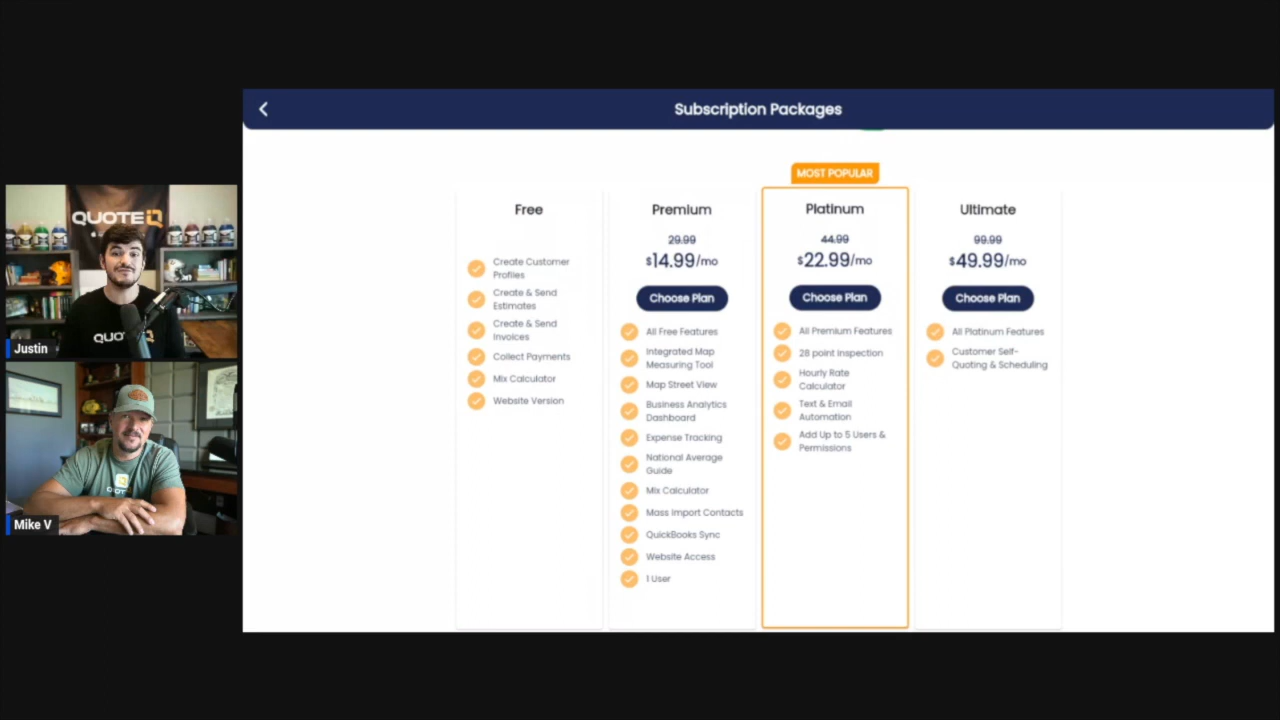 Subscription Packages
MOST POPULAR
Free
Create Customer
Profiles
Create & Send
Estimates
Create & Send
Invoices
Collect Payments
Mix Calculator
Website Version
Premium
29.99
$14.99/mo
Choose Plan
All Free Features
Integrated Map
Measuring Tool
Map Street View
Business Analytics
Dashboard
Expense Tracking
National Average
Guide
Mix Calculator
Mass Import Contacts
QuickBooks Sync
Website Access
1 User
Platinum
44.99
$22.99/mo
Choose Plan
All Premium Features
28 point inspection
Hourly Rate
Calculator
Text & Email
Automation
Add Up to 5 Users &
Permissions
Ultimate
99.99
$49.99/mo
Choose Plan
All Platinum Features
Customer Self-
Quoting & Scheduling
QUOTEIQ
QUO
Justin
Mike V